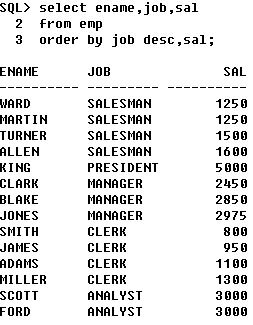 SQL> select ename,job,sal
  2  from emp
  3  order by job desc,sal;
ENAME      JOB              SAL
---------- --------- ----------
WARD       SALESMAN        1250
MARTIN     SALESMAN        1250
TURNER     SALESMAN        1500
ALLEN      SALESMAN        1600
KING       PRESIDENT       5000
CLARK      MANAGER         2450
BLAKE      MANAGER         2850
JONES      MANAGER         2975
SMITH      CLERK            800
JAMES      CLERK            950
ADAMS      CLERK           1100
MILLER     CLERK           1300
SCOTT      ANALYST         3000
FORD       ANALYST         3000